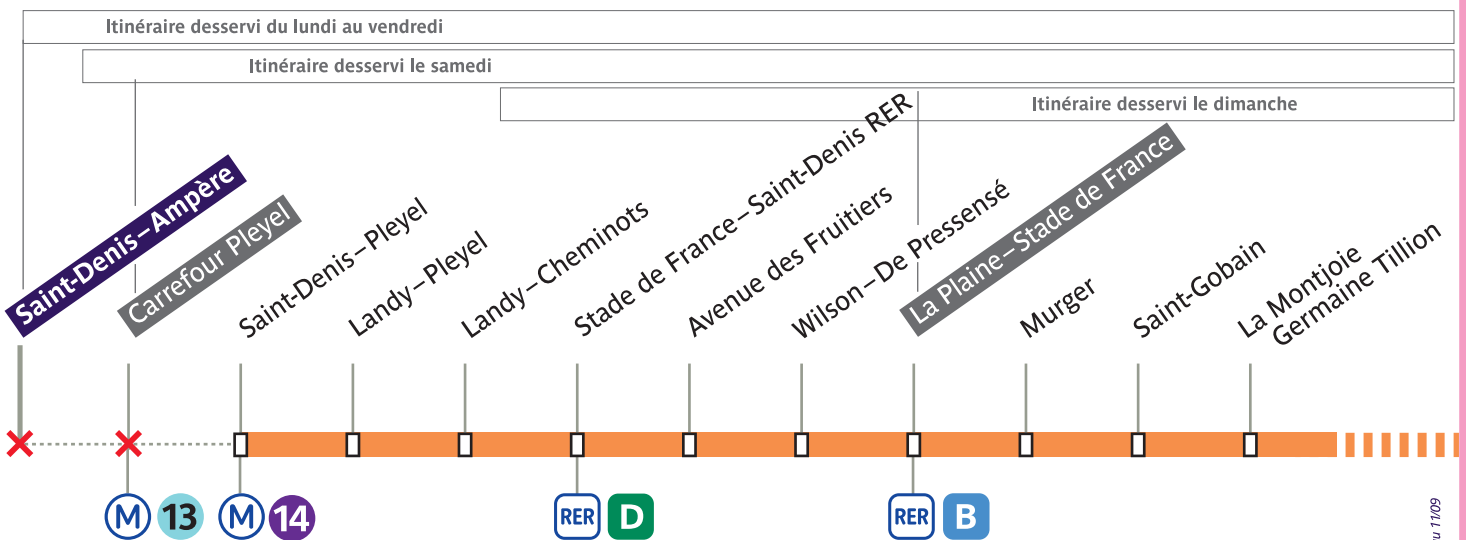 Itinéraire desservi du lundi au vendredi
Itinéraire desservi le samedi
Itinéraire desservi le dimanche
Saint-Denis–Ampère
Carrefour Pleyel
Saint-Denis–Pleyel
Landy–Pleyel
Landy–Cheminots
Stade de France–Saint-Denis RER
Avenue des Fruitiers
Wilson–De Pressensé
La Plaine–Stade de France
Murger
Saint-Gobain
La Montjoie
Germaine Tillion
M 13
M 14
RER D
RER B
11/09